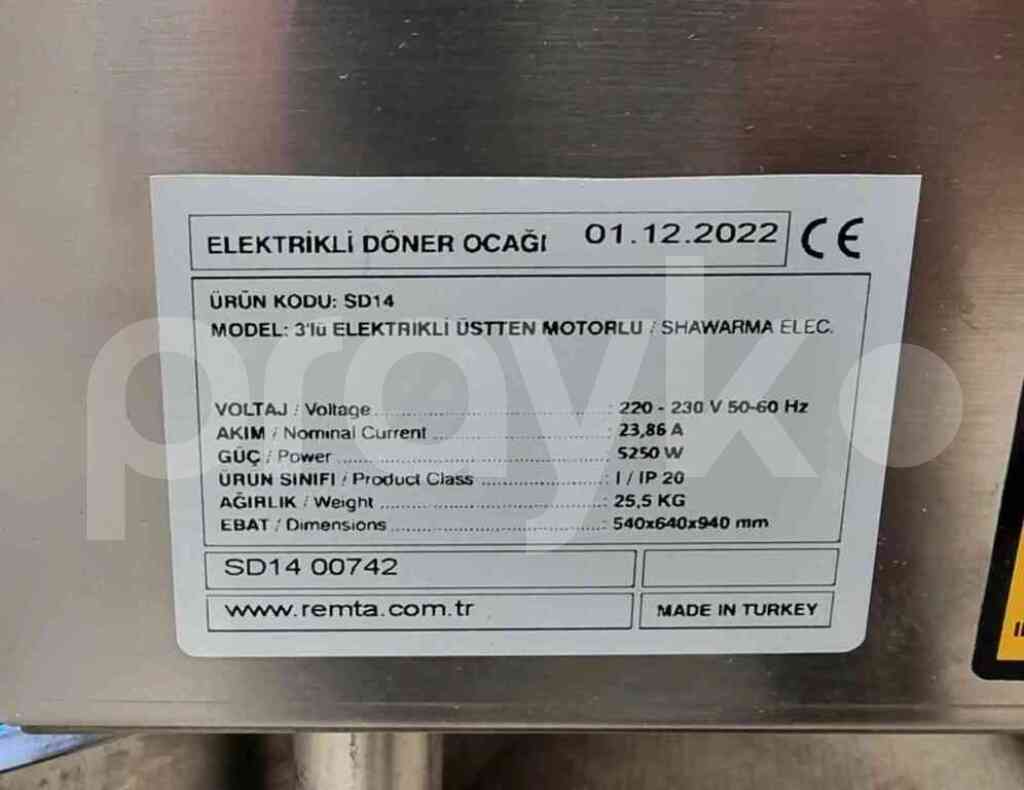 ELEKTRİKLİ DÖNER OCAĞI 01.12.2022 CE
ÜRÜN KODU: SD14
MODEL: 3'lü ELEKTRIKLİ ÜSTTEN MOTORLU / SHAWARMA ELEC.
VOLTAJ / Voltage : 220 - 230 V 50-60 Hz
AKIM / Nominal Current : 23,86 A
GÜÇ / Power : 5250 W
ÜRÜN SINIFI / Product Class : I / IP 20
AĞIRLIK / Weight : 25,5 KG
EBAT / Dimensions : 540x640x940 mm
SD14 00742
www.remta.com.tr MADE IN TURKEY
prayko